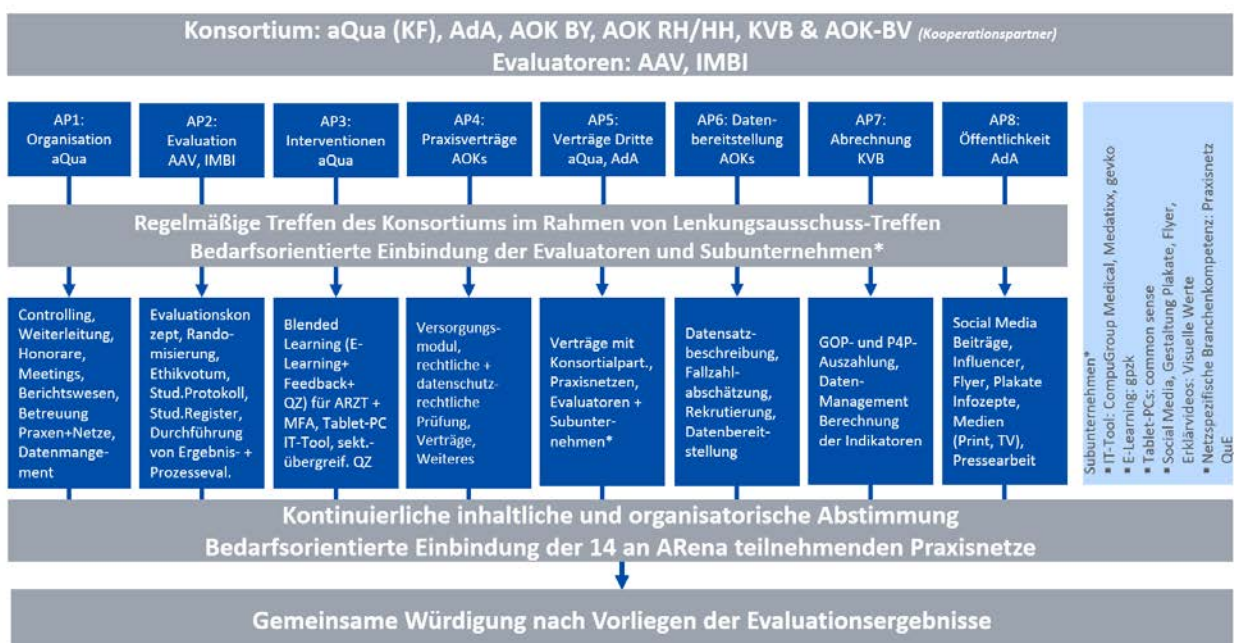 Konsortium: aQua (KF), AdA, AOK BY, AOK RH/HH, KVB & AOK-BV (Kooperationspartner)
Evaluatoren: AAV, IMBI
AP1:
Organisation
aQua
AP2:
Evaluation
AAV, IMBI
AP3:
Interventionen
aQua
AP4:
Praxisverträge
AOKs
AP5:
Verträge Dritte
aQua, AdA
AP6: Daten-
bereitstellung
AOKs
AP7:
Abrechnung
KVB
AP8:
Öffentlichkeit
AdA
Regelmäßige Treffen des Konsortiums im Rahmen von Lenkungsausschuss-Treffen
Bedarfsorientierte Einbindung der Evaluatoren und Subunternehmen*
Controlling,
Weiterleitung,
Honorare,
Meetings,
Berichtswesen,
Betreuung
Praxen+Netze,
Datenmange-
ment
Evaluationskon
zept, Rando-
misierung,
Ethikvotum,
Stud.Protokoll,
Stud.Register,
Durchführung
von Ergebnis- +
Prozesseval.
Blended
Learning (E-
Learning+
Feedback+
QZ) für ARZT +
MFA, Tablet-PC
IT-Tool, sekt.-
übergreif. QZ
Versorgungs-
modul,
rechtliche +
datenschutz-
rechtliche
Prüfung,
Verträge,
Weiteres
Verträge mit
Konsortialpart.,
Praxisnetzen,
Evaluatoren +
Subunter-
nehmen*
Datensatz-
beschreibung,
Fallzahl-
abschätzung,
Rekrutierung,
Datenbereit-
stellung
GOP- und P4P-
Auszahlung,
Daten-
Management
Berechnung
der Indikatoren
Social Media
Beiträge,
Influencer,
Flyer, Plakate
Infozepte,
Medien
(Print, TV),
Pressearbeit
Subunternehmen*
▪ IT-Tool: CompuGroup Medical, Medatixx, gevko
▪ E-Learning: gpzk
▪ Tablet-PCs: common sense
▪ Social Media, Gestaltung Plakate, Flyer,
Erklärvideos: Visuelle Werte
▪ Netzspezifische Branchenkompetenz: Praxisnetz
QuE
Kontinuierliche inhaltliche und organisatorische Abstimmung
Bedarfsorientierte Einbindung der 14 an ARena teilnehmenden Praxisnetze
Gemeinsame Würdigung nach Vorliegen der Evaluationsergebnisse